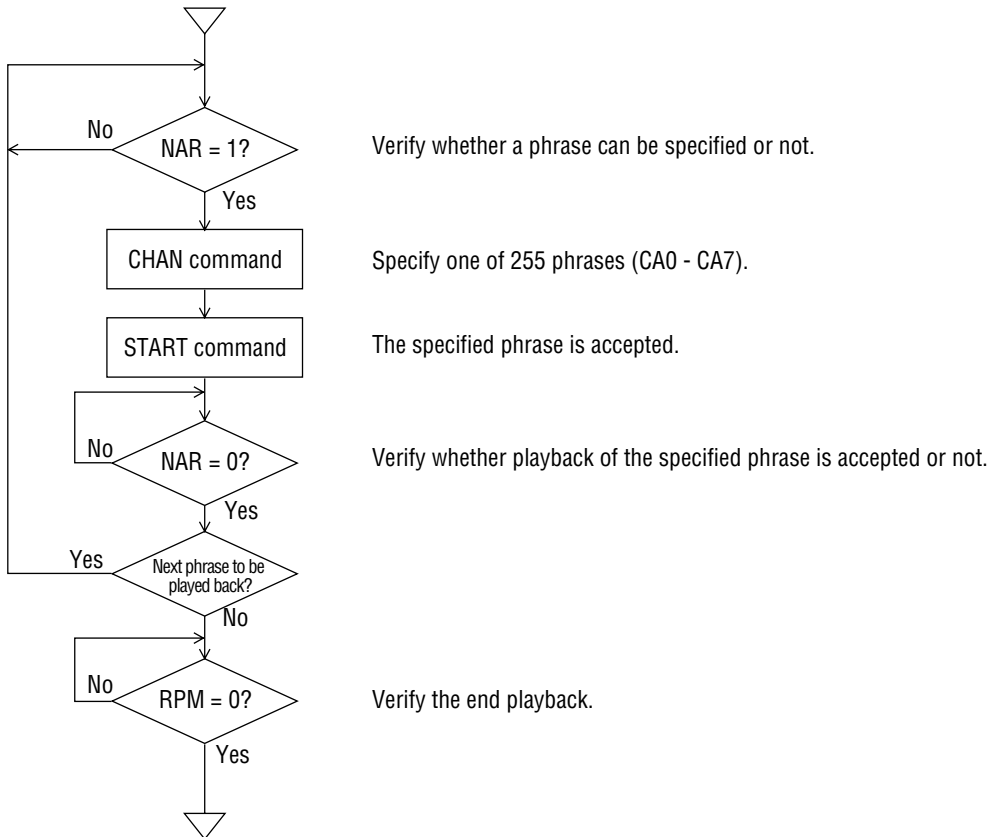 No
NAR = 1?
Verify whether a phrase can be specified or not.
Yes
CHAN command
Specify one of 255 phrases (CA0 - CA7).
START command
The specified phrase is accepted.
No
NAR = 0?
Verify whether playback of the specified phrase is accepted or not.
Yes
Yes
Next phrase to be
played back?
No
No
RPM = 0?
Verify the end playback.
Yes